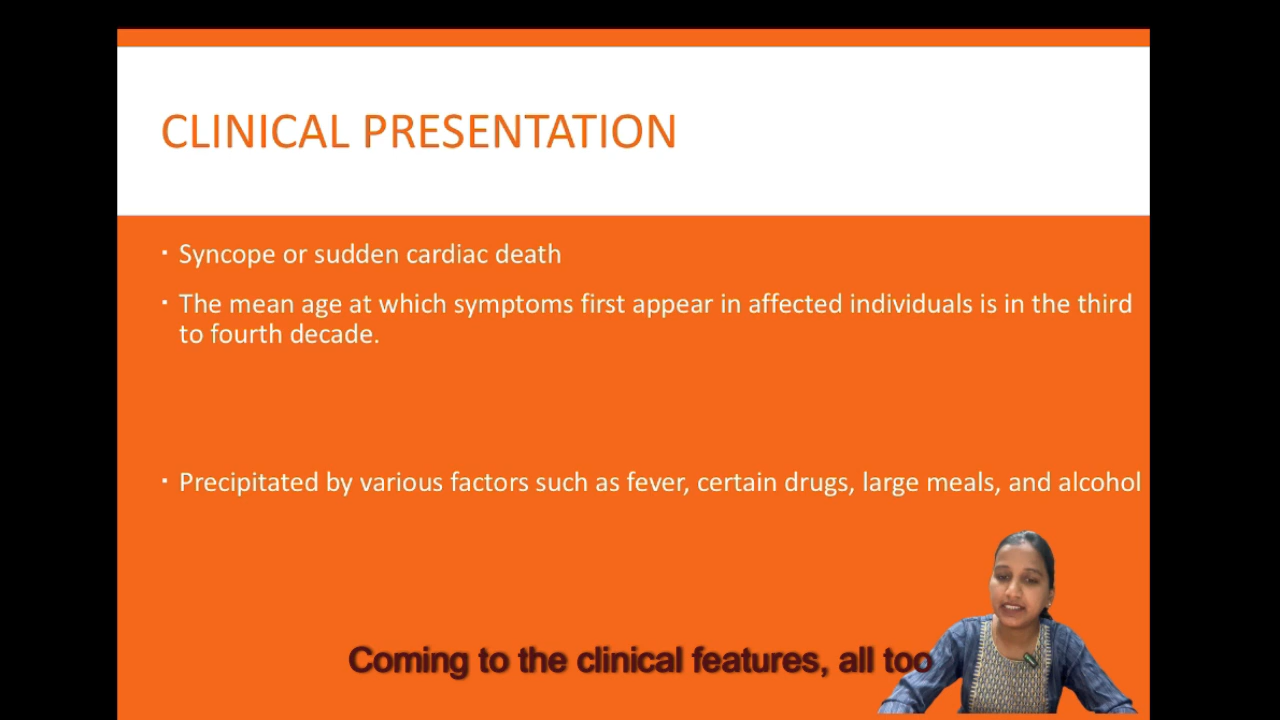 CLINICAL PRESENTATION
▪ Syncope or sudden cardiac death
▪ The mean age at which symptoms first appear in affected individuals is in the third
to fourth decade.
▪ Precipitated by various factors such as fever, certain drugs, large meals, and alcohol
Coming to the clinical features, all too